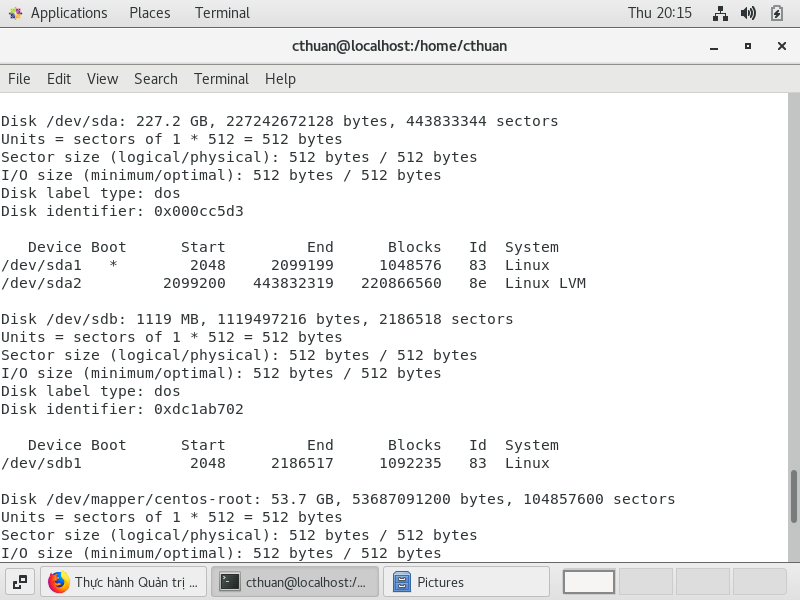 Applications Places Terminal Thu 20:15
cthuan@localhost:/home/cthuan
File Edit View Search Terminal Help
Disk /dev/sda: 227.2 GB, 227242672128 bytes, 443833344 sectors
Units = sectors of 1 * 512 = 512 bytes
Sector size (logical/physical): 512 bytes / 512 bytes
I/O size (minimum/optimal): 512 bytes / 512 bytes
Disk label type: dos
Disk identifier: 0x000cc5d3
Device Boot Start End Blocks Id System
/dev/sda1 * 2048 2099199 1048576 83 Linux
/dev/sda2 2099200 443832319 220866560 8e Linux LVM
Disk /dev/sdb: 1119 MB, 1119497216 bytes, 2186518 sectors
Units = sectors of 1 * 512 = 512 bytes
Sector size (logical/physical): 512 bytes / 512 bytes
I/O size (minimum/optimal): 512 bytes / 512 bytes
Disk label type: dos
Disk identifier: 0xdc1ab702
Device Boot Start End Blocks Id System
/dev/sdb1 2048 2186517 1092235 83 Linux
Disk /dev/mapper/centos-root: 53.7 GB, 53687091200 bytes, 104857600 sectors
Units = sectors of 1 * 512 = 512 bytes
Sector size (logical/physical): 512 bytes / 512 bytes
I/O size (minimum/optimal): 512 bytes / 512 bytes
Thực hành Quản trị ... cthuan@localhost:/... Pictures